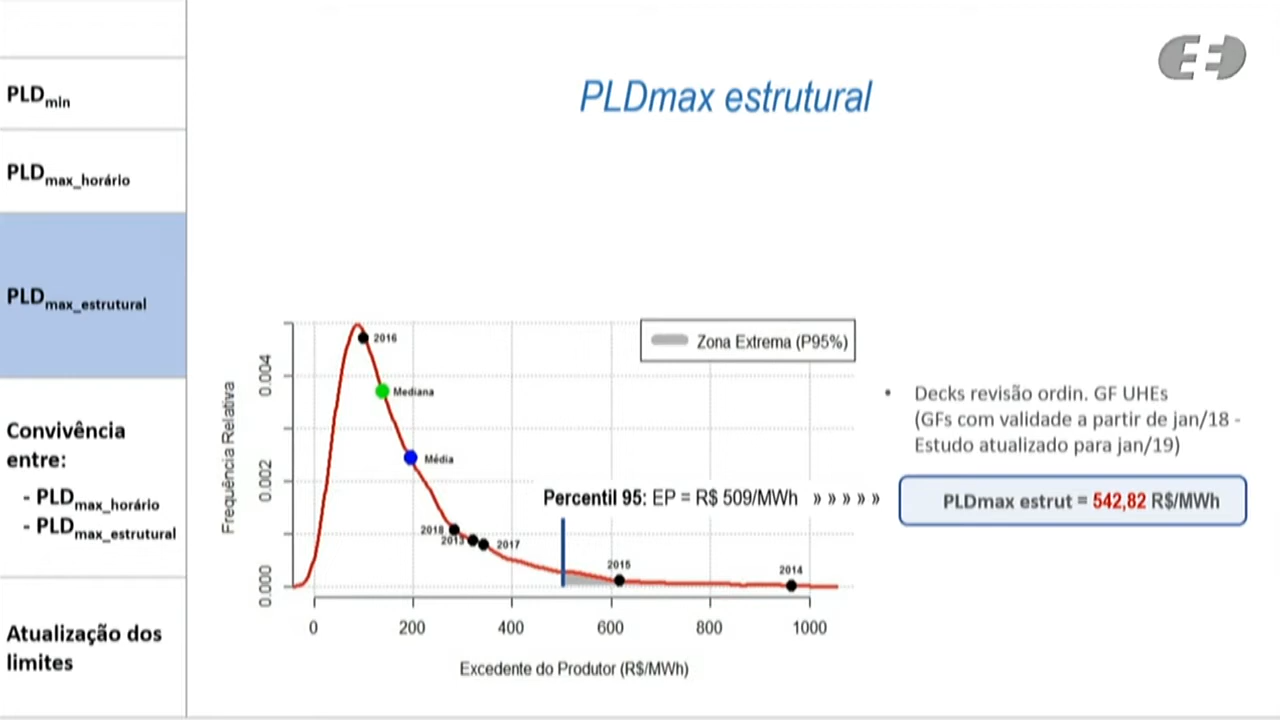 PLDmin
PLDmax_horário
PLDmax_estrutural
Convivência
entre:
- PLDmax_horário
- PLDmax_estrutural
Atualização dos
limites
PLDmax estrutural
Frequência Relativa
0.004
0.002
0.000
2016
Mediana
Média
2018
2013
2017
2015
2014
Zona Extrema (P95%)
Percentil 95: EP = R$ 509/MWh » » » » »
0 200 400 600 800 1000
Excedente do Produtor (R$/MWh)
• Decks revisão ordin. GF UHEs
(GFs com validade a partir de jan/18 -
Estudo atualizado para jan/19)
PLDmax estrut = 542,82 R$/MWh